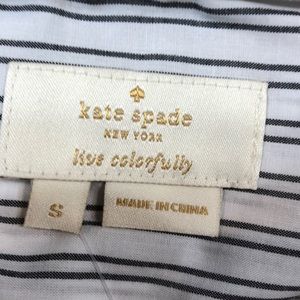 kate spade
NEW YORK
live colorfully
S
MADE IN CHINA